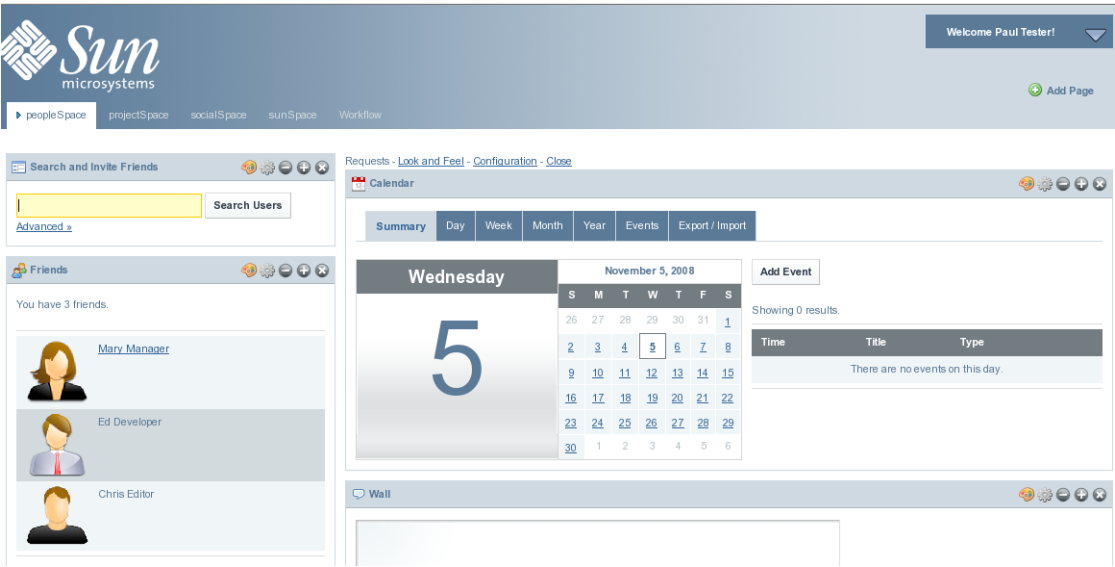 Sun
microsystems
Welcome Paul Tester!
Add Page
peopleSpace projectSpace socialSpace sunSpace Workflow
Search and Invite Friends
Search Users
Advanced »
Friends
You have 3 friends.
Mary Manager
Ed Developer
Chris Editor
Requests - Look and Feel - Configuration - Close
Calendar
Summary Day Week Month Year Events Export / Import
Wednesday
5
November 5, 2008
S M T W T F S
26 27 28 29 30 31 1
2 3 4 5 6 7 8
9 10 11 12 13 14 15
16 17 18 19 20 21 22
23 24 25 26 27 28 29
30 1 2 3 4 5 6
Add Event
Showing 0 results.
Time Title Type
There are no events on this day.
Wall